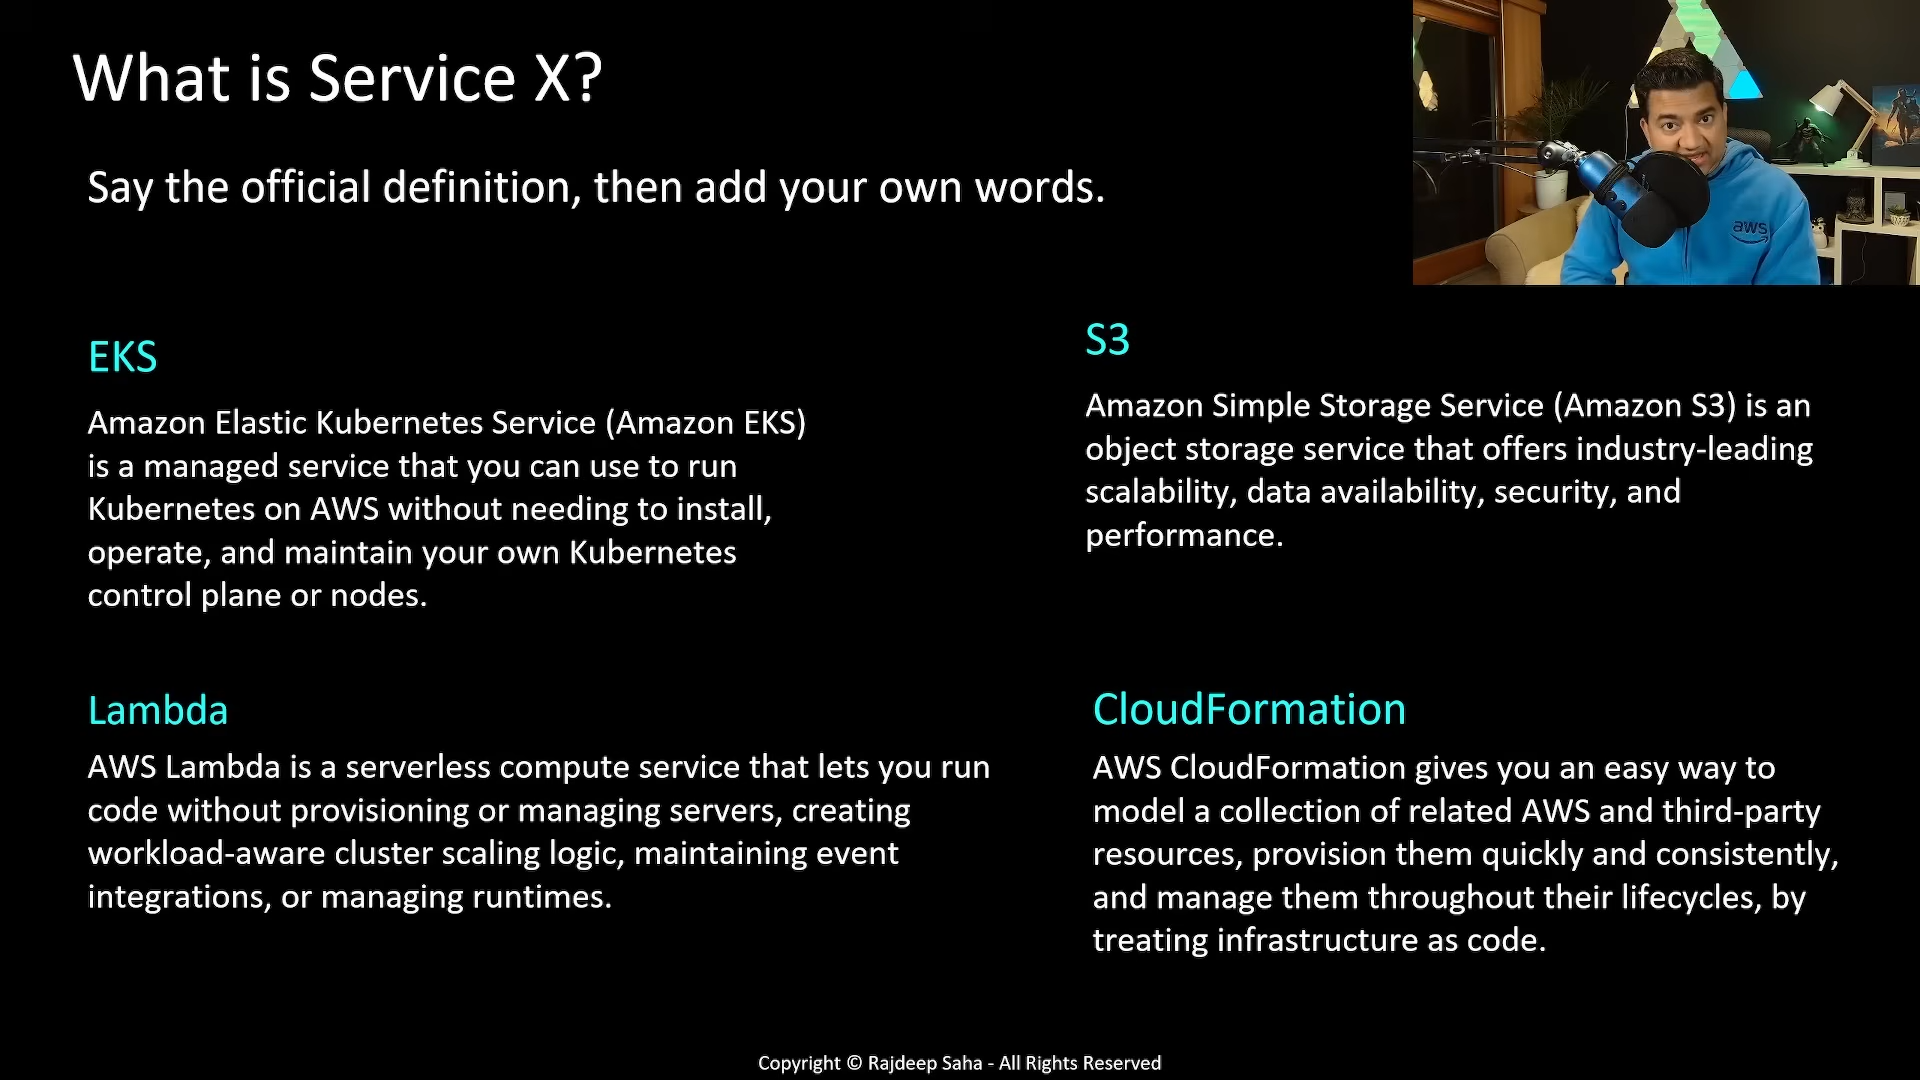 What is Service X?
Say the official definition, then add your own words.
aws
EKS
Amazon Elastic Kubernetes Service (Amazon EKS)
is a managed service that you can use to run
Kubernetes on AWS without needing to install,
operate, and maintain your own Kubernetes
control plane or nodes.
S3
Amazon Simple Storage Service (Amazon S3) is an
object storage service that offers industry-leading
scalability, data availability, security, and
performance.
Lambda
AWS Lambda is a serverless compute service that lets you run
code without provisioning or managing servers, creating
workload-aware cluster scaling logic, maintaining event
integrations, or managing runtimes.
CloudFormation
AWS CloudFormation gives you an easy way to
model a collection of related AWS and third-party
resources, provision them quickly and consistently,
and manage them throughout their lifecycles, by
treating infrastructure as code.
Copyright © Rajdeep Saha - All Rights Reserved